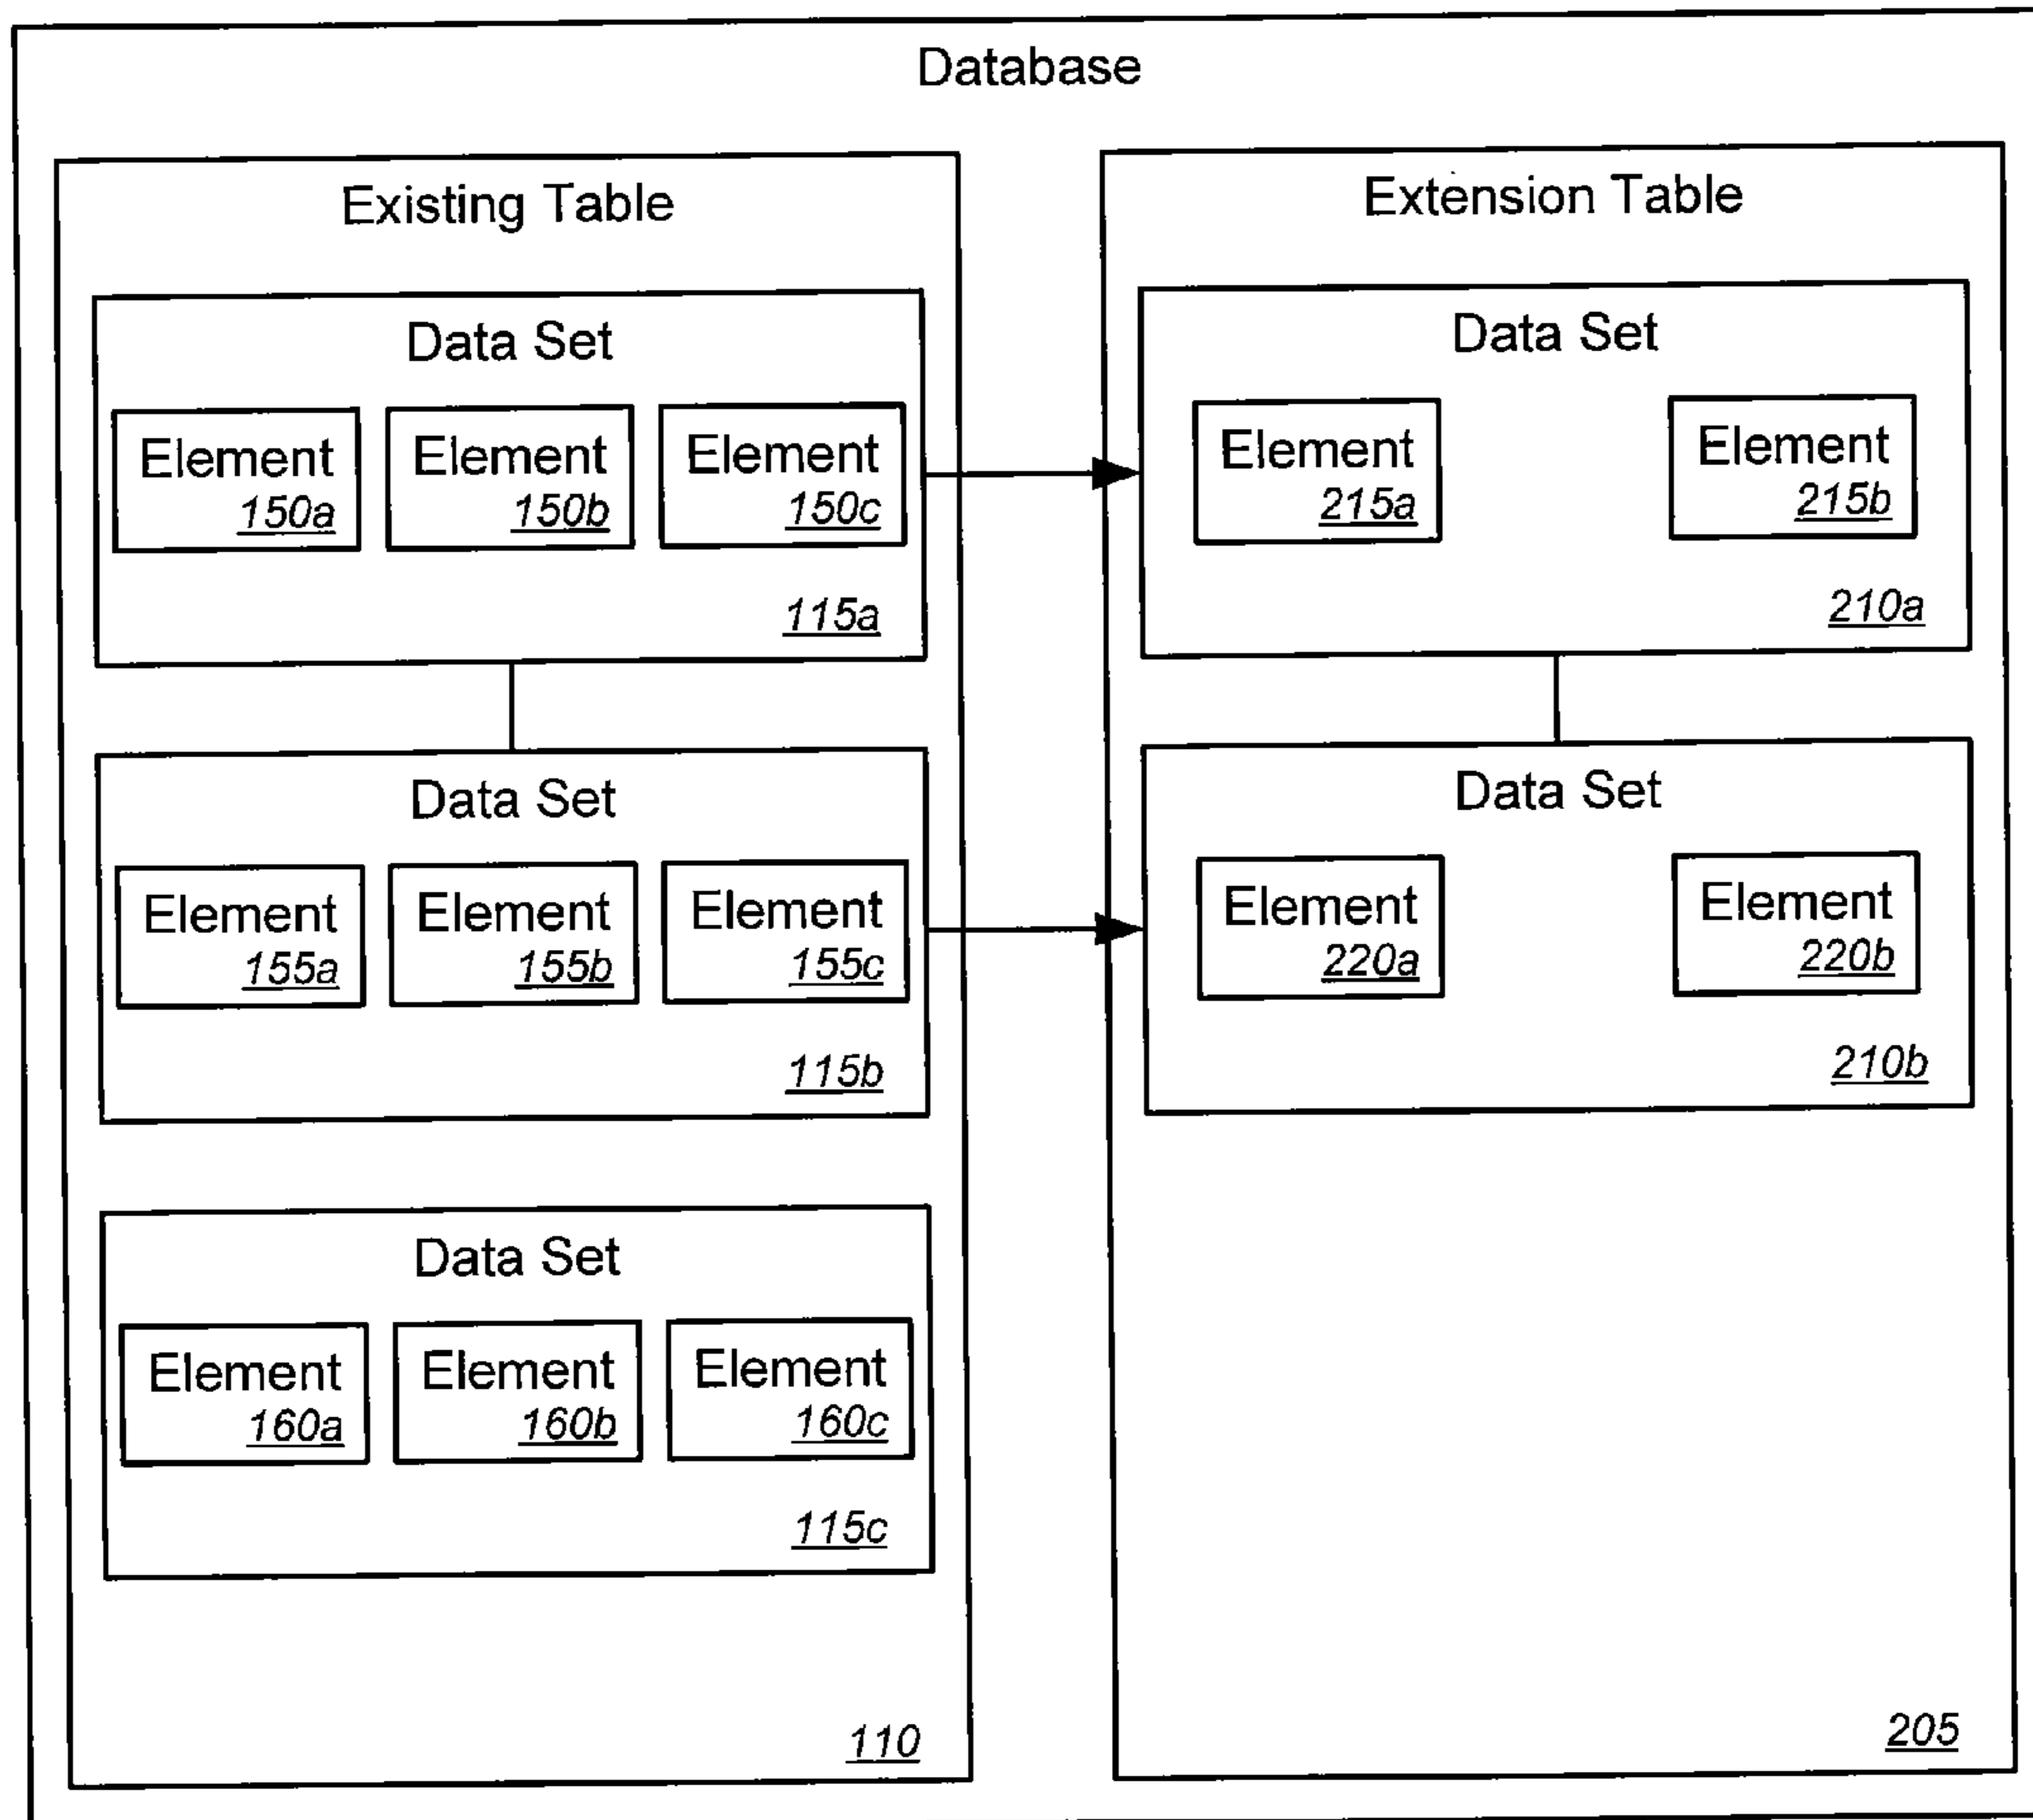 Database
Existing Table
Data Set
Element
150a
Element
150b
Element
150c
115a
Data Set
Element
155a
Element
155b
Element
155c
115b
Data Set
Element
160a
Element
160b
Element
160c
115c
110
Extension Table
Data Set
Element
215a
Element
215b
210a
Data Set
Element
220a
Element
220b
210b
205